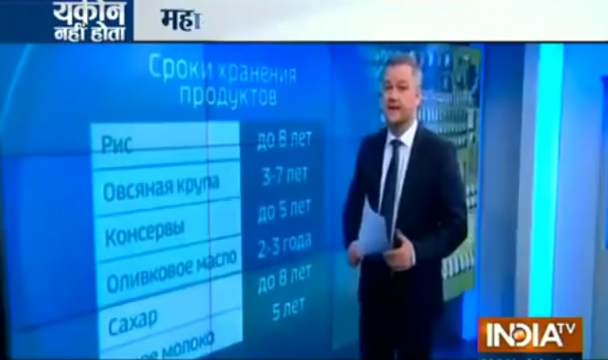 यक़ीन
नहीं होता
महा
Сроки хранения
продуктов
Рис до 8 лет
Овсяная крупа 3-7 лет
Консервы до 5 лет
Оливковое масло 2-3 года
Сахар до 8 лет
молоко 5 лет
INDIA TV